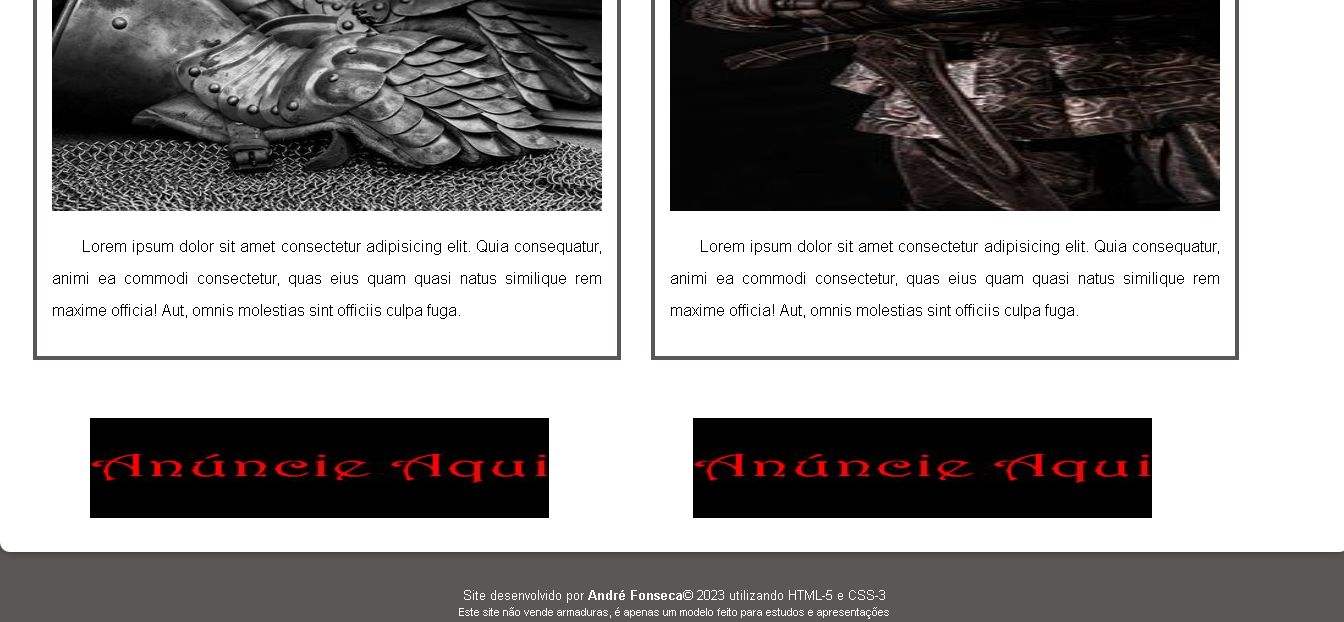 Lorem ipsum dolor sit amet consectetur adipisicing elit. Quia consequatur,
animi ea commodi consectetur, quas eius quam quasi natus similique rem
maxime officia! Aut, omnis molestias sint officiis culpa fuga.
Lorem ipsum dolor sit amet consectetur adipisicing elit. Quia consequatur,
animi ea commodi consectetur, quas eius quam quasi natus similique rem
maxime officia! Aut, omnis molestias sint officiis culpa fuga.
Anúncie Aqui
Anúncie Aqui
Site desenvolvido por André Fonseca© 2023 utilizando HTML-5 e CSS-3
Este site não vende armaduras, é apenas um modelo feito para estudos e apresentações